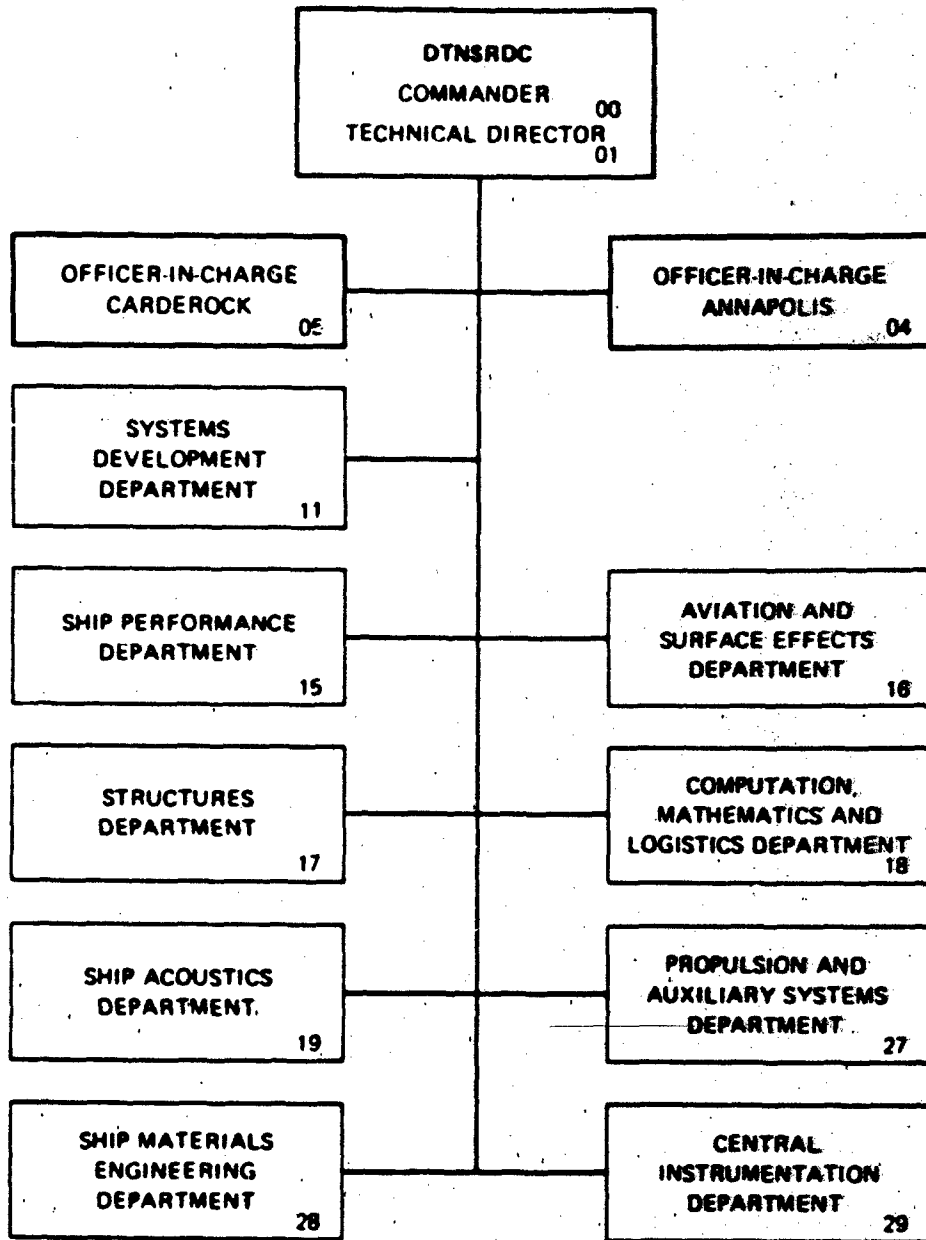 DTNSRDC
COMMANDER
00
TECHNICAL DIRECTOR
01
OFFICER-IN-CHARGE
CARDEROCK
05
OFFICER-IN-CHARGE
ANNAPOLIS
04
SYSTEMS
DEVELOPMENT
DEPARTMENT
11
SHIP PERFORMANCE
DEPARTMENT
15
AVIATION AND
SURFACE EFFECTS
DEPARTMENT
16
STRUCTURES
DEPARTMENT
17
COMPUTATION,
MATHEMATICS AND
LOGISTICS DEPARTMENT
18
SHIP ACOUSTICS
DEPARTMENT
19
PROPULSION AND
AUXILIARY SYSTEMS
DEPARTMENT
27
SHIP MATERIALS
ENGINEERING
DEPARTMENT
28
CENTRAL
INSTRUMENTATION
DEPARTMENT
29